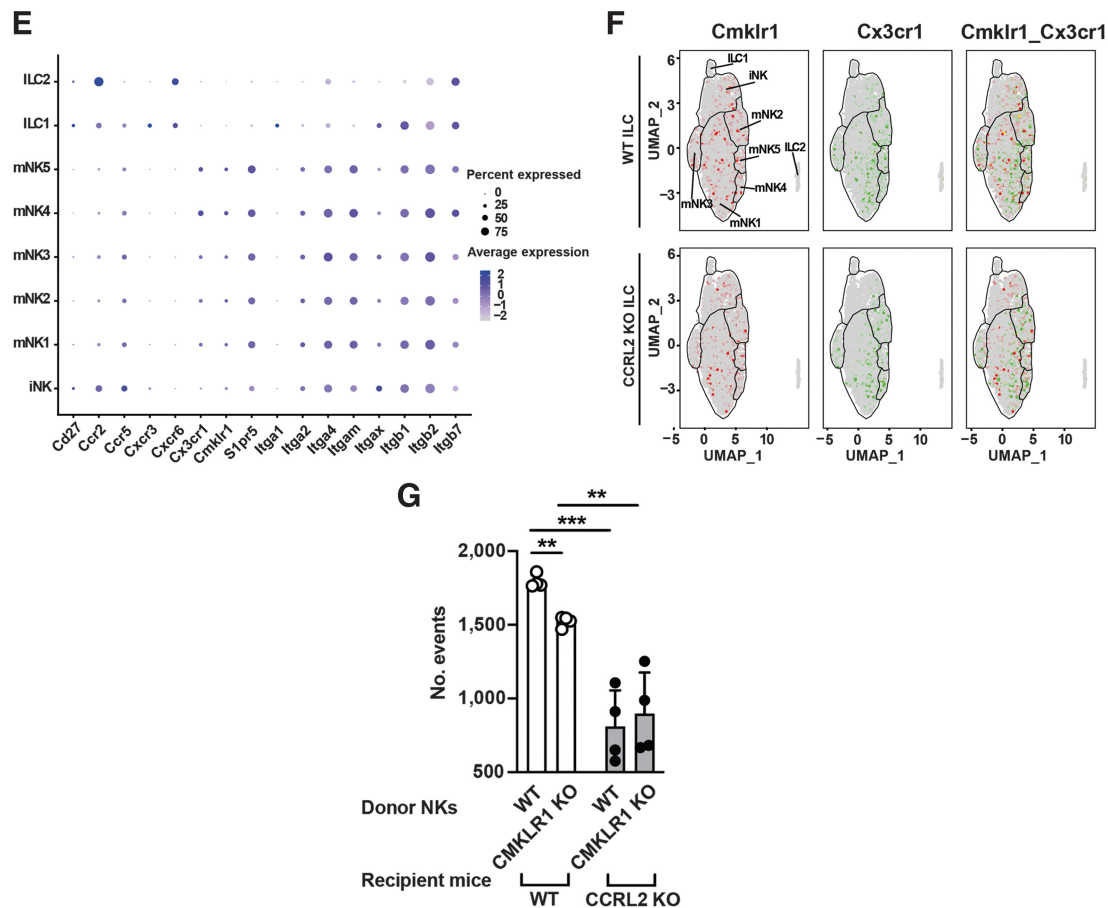 E
ILC2
ILC1
mNK5
mNK4
mNK3
mNK2
mNK1
iNK
Cd27
Ccr2
Ccr5
Cxcr3
Cxcr6
Cx3cr1
Cmklr1
S1pr5
Itga1
Itga2
Itga4
Itgam
Itgax
Itgb1
Itgb2
Itgb7
Percent expressed
0
25
50
75
Average expression
2
1
0
−1
−2
F
Cmklr1
Cx3cr1
Cmklr1_Cx3cr1
WT ILC
UMAP_2
6
3
0
−3
ILC1
iNK
mNK2
mNK5
ILC2
mNK4
mNK3
mNK1
CCRL2 KO ILC
UMAP_2
6
3
0
−3
−5 0 5 10
−5 0 5 10
−5 0 5 10
UMAP_1
UMAP_1
UMAP_1
G
**
***
**
No. events
2,000
1,500
1,000
500
Donor NKs
WT
CMKLR1 KO
WT
CMKLR1 KO
Recipient mice
WT
CCRL2 KO